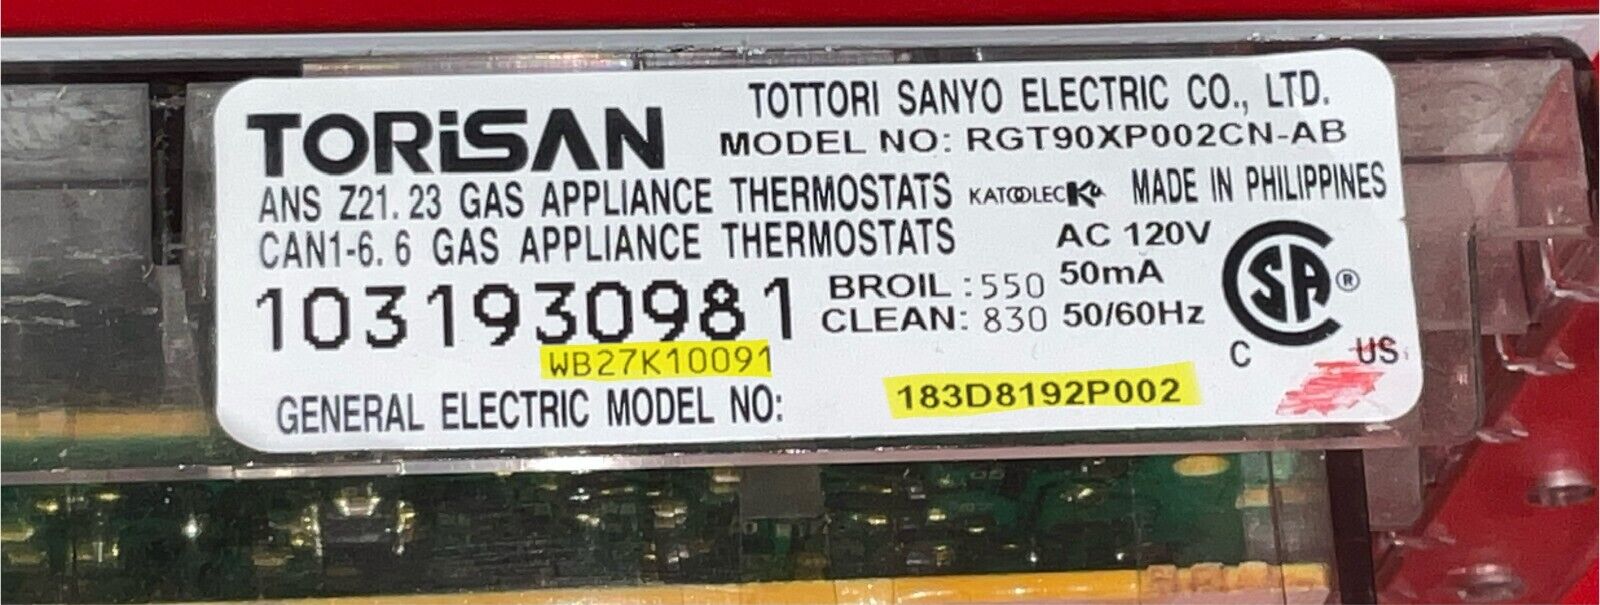 TORiSAN
TOTTORI SANYO ELECTRIC CO., LTD.
MODEL NO: RGT90XP002CN-AB
ANS Z21.23 GAS APPLIANCE THERMOSTATS KATOOLEC MADE IN PHILIPPINES
CAN1-6.6 GAS APPLIANCE THERMOSTATS AC 120V
1031930981 BROIL: 550 50mA
CLEAN: 830 50/60Hz
SA ®
C US
WB27K10091
GENERAL ELECTRIC MODEL NO: 183D8192P002